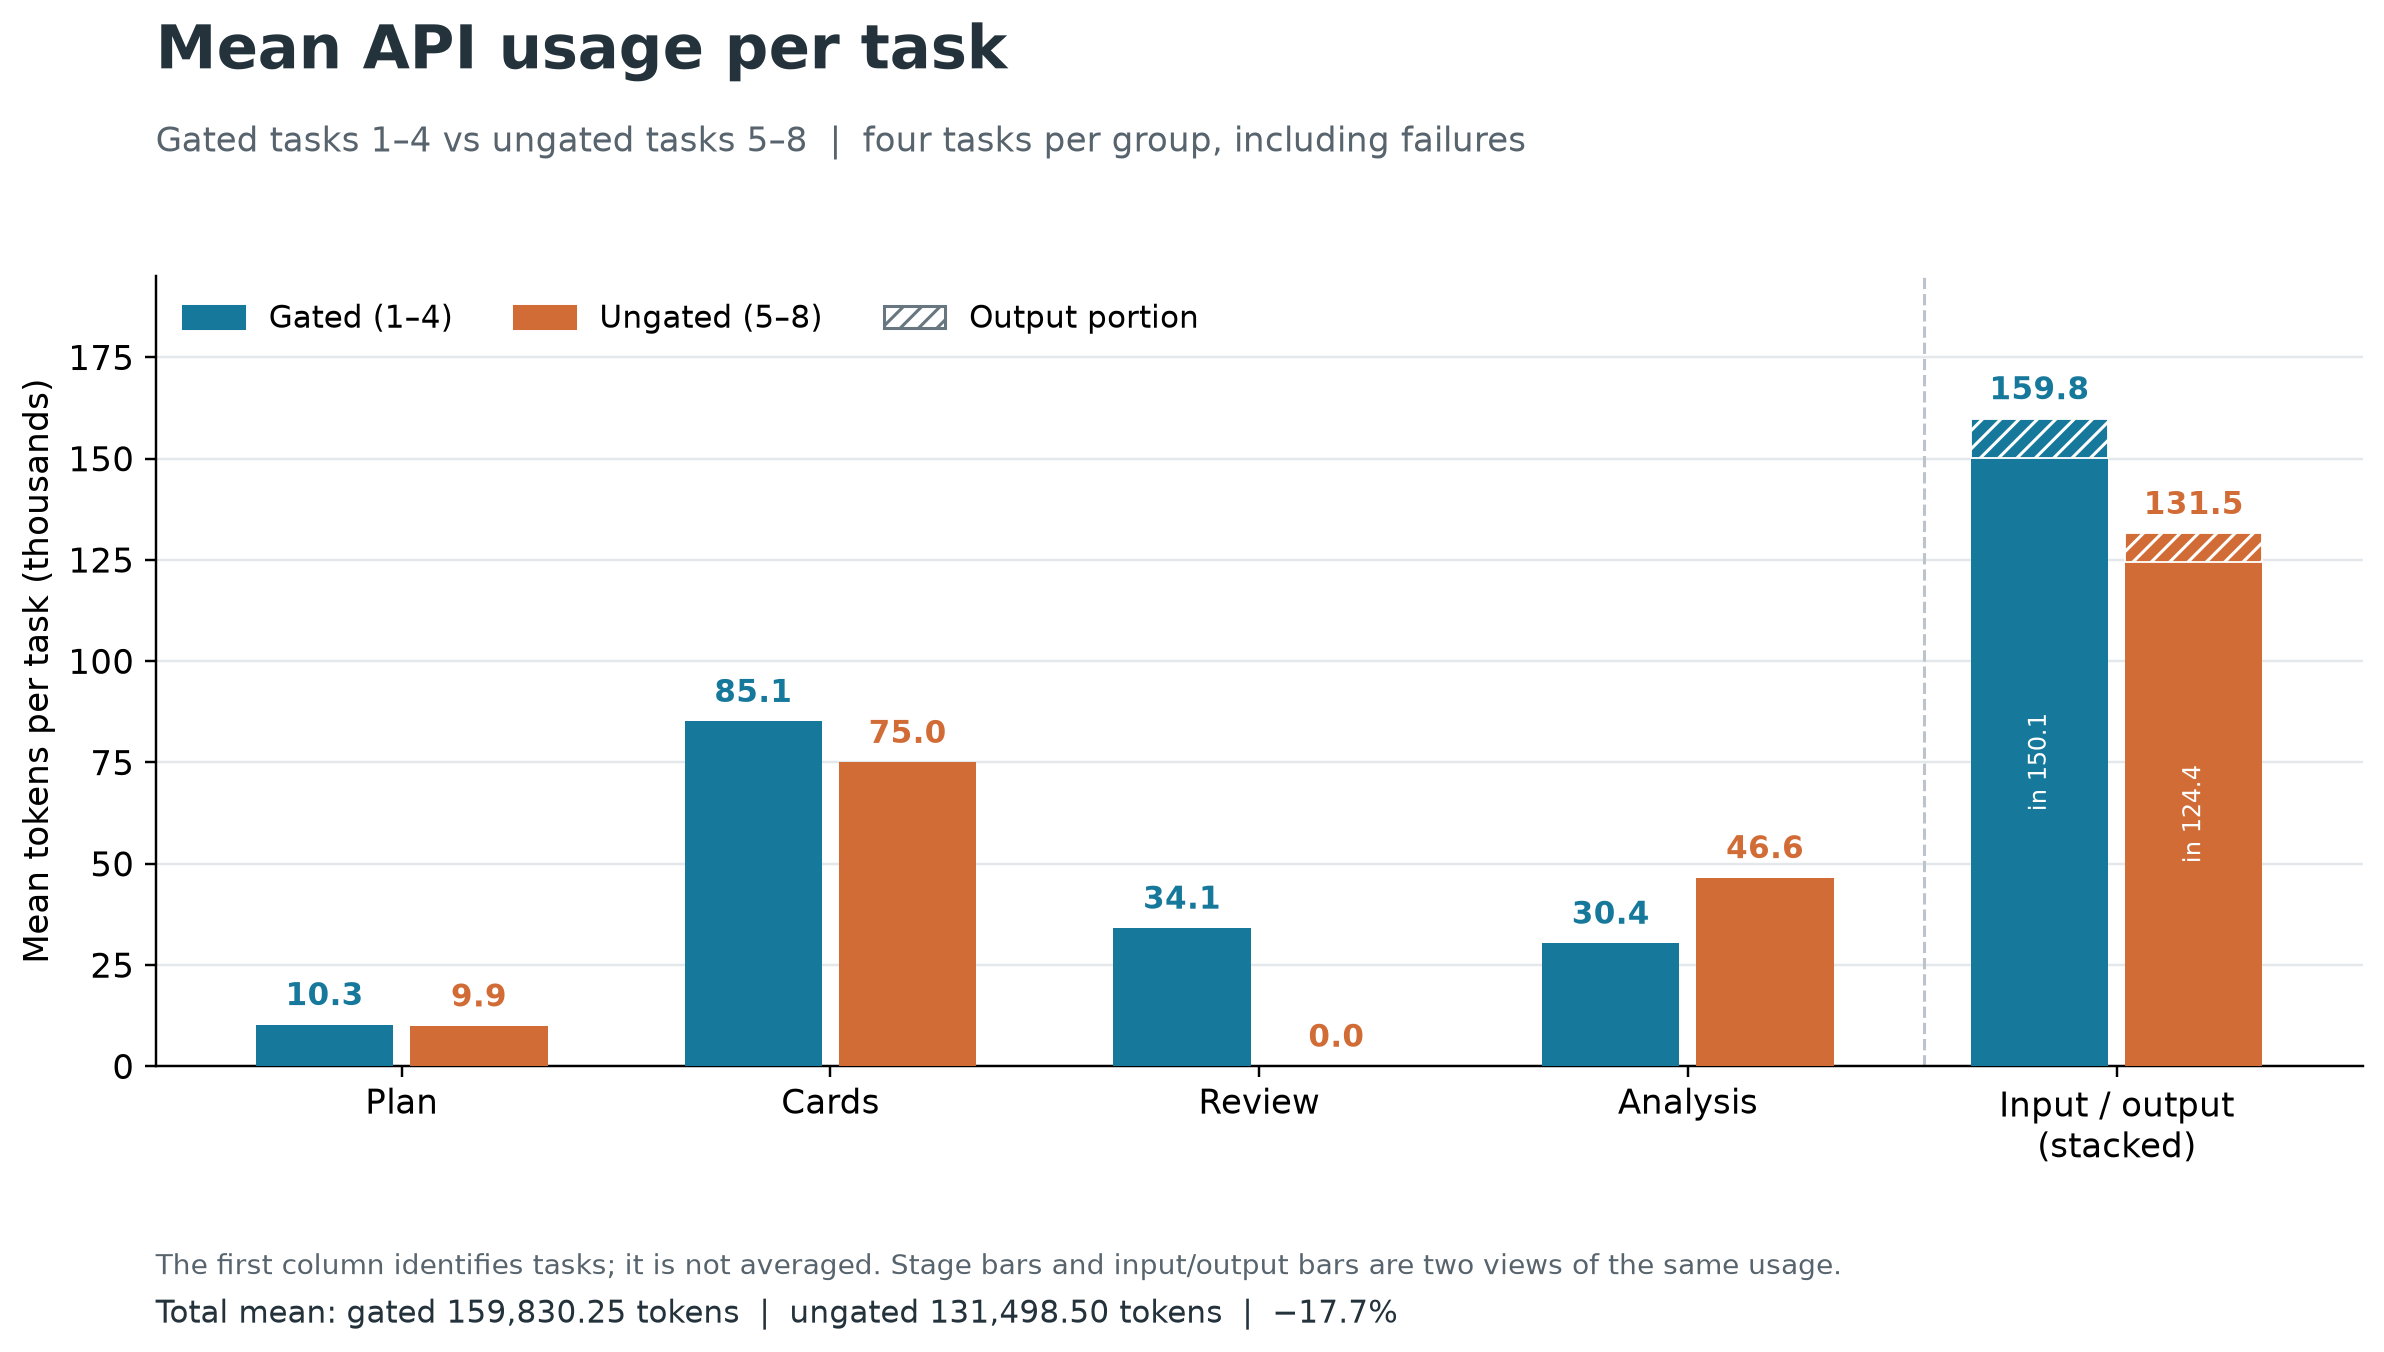 Mean API usage per task
Gated tasks 1–4 vs ungated tasks 5–8 | four tasks per group, including failures
Gated (1–4)
Ungated (5–8)
Output portion
Mean tokens per task (thousands)
175
150
125
100
75
50
25
0
10.3
9.9
85.1
75.0
34.1
0.0
30.4
46.6
159.8
131.5
in 150.1
in 124.4
Plan
Cards
Review
Analysis
Input / output
(stacked)
The first column identifies tasks; it is not averaged. Stage bars and input/output bars are two views of the same usage.
Total mean: gated 159,830.25 tokens | ungated 131,498.50 tokens | −17.7%